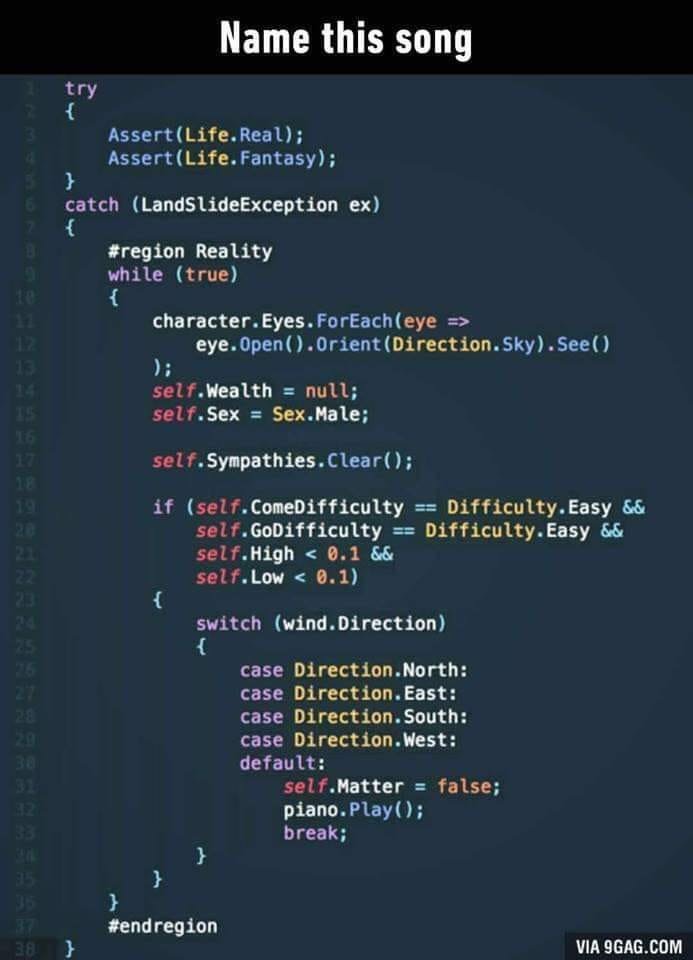 Name this song
1 try
2 {
3     Assert(Life.Real);
4     Assert(Life.Fantasy);
5 }
6 catch (LandSlideException ex)
7 {
8     #region Reality
9     while (true)
10     {
11         character.Eyes.ForEach(eye =>
12             eye.Open().Orient(Direction.Sky).See()
13         );
14         self.Wealth = null;
15         self.Sex = Sex.Male;
16
17         self.Sympathies.Clear();
18
19         if (self.ComeDifficulty == Difficulty.Easy &&
20             self.GoDifficulty == Difficulty.Easy &&
21             self.High < 0.1 &&
22             self.Low < 0.1)
23         {
24             switch (wind.Direction)
25             {
26                 case Direction.North:
27                 case Direction.East:
28                 case Direction.South:
29                 case Direction.West:
30                 default:
31                     self.Matter = false;
32                     piano.Play();
33                     break;
34             }
35         }
36     }
37     #endregion
38 }
VIA 9GAG.COM